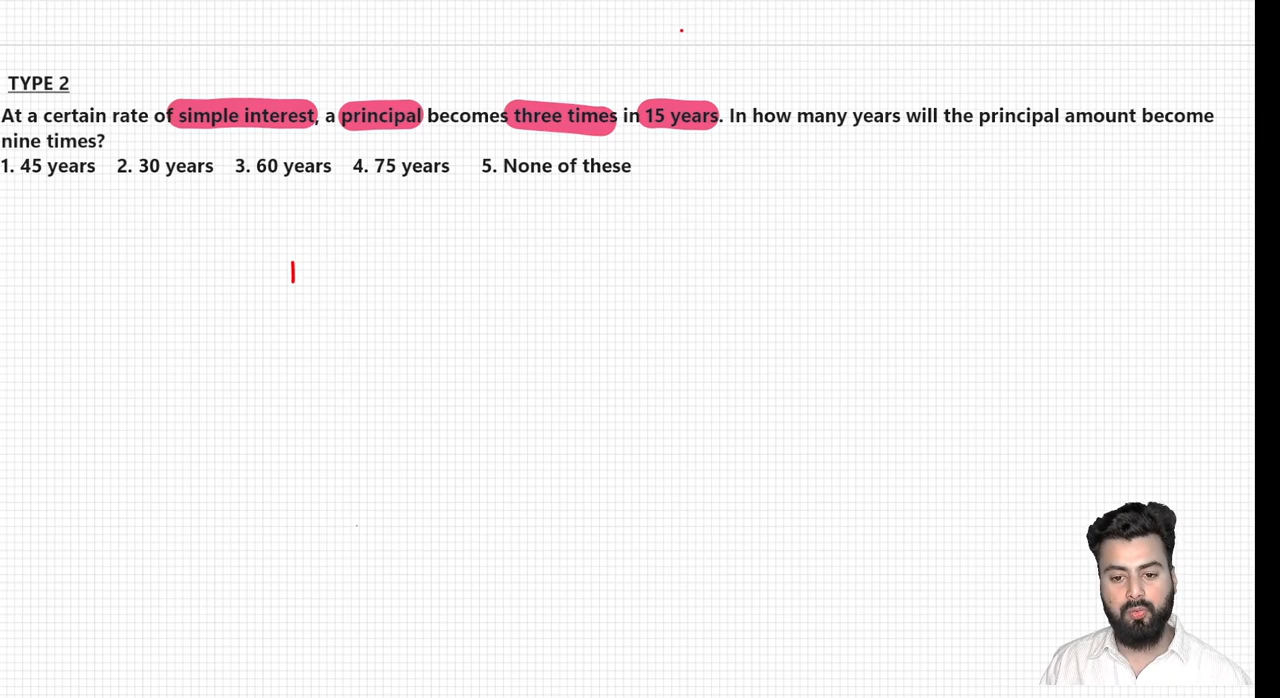 TYPE 2
At a certain rate of simple interest, a principal becomes three times in 15 years. In how many years will the principal amount become
nine times?
1. 45 years 2. 30 years 3. 60 years 4. 75 years 5. None of these